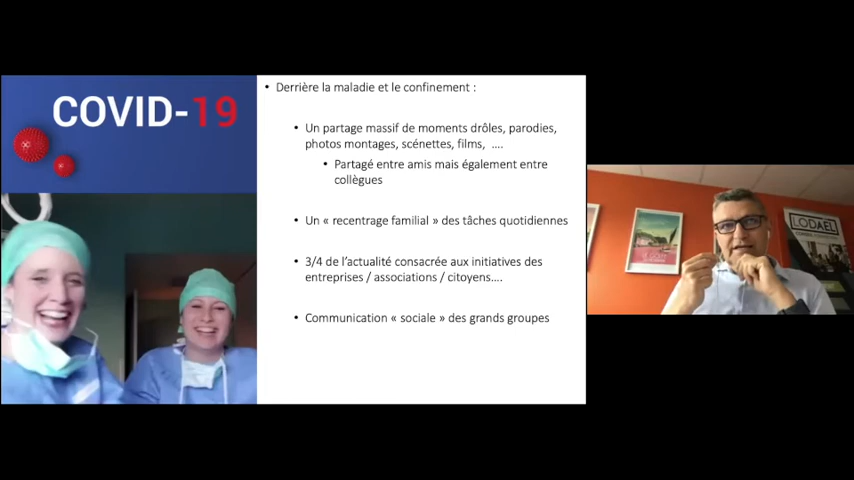 COVID-19
• Derrière la maladie et le confinement :
• Un partage massif de moments drôles, parodies,
photos montages, scénettes, films, ….
• Partagé entre amis mais également entre
collègues
• Un « recentrage familial » des tâches quotidiennes
• 3/4 de l’actualité consacrée aux initiatives des
entreprises / associations / citoyens….
• Communication « sociale » des grands groupes
LODAEL